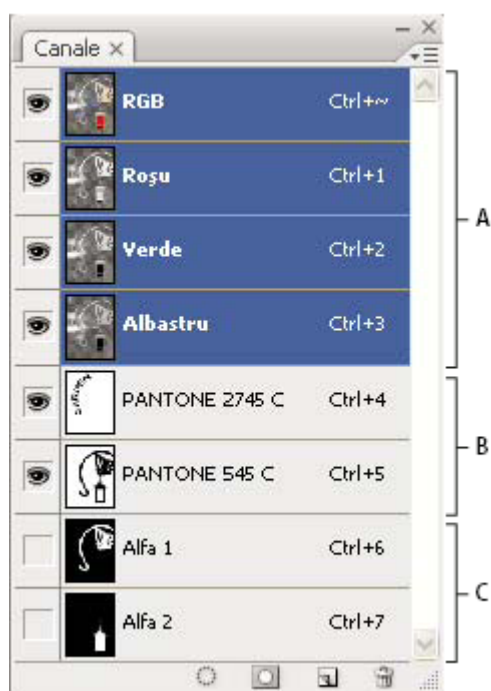 Canale
RGB Ctrl+~
Roșu Ctrl+1
Verde Ctrl+2
Albastru Ctrl+3
PANTONE 2745 C Ctrl+4
PANTONE 545 C Ctrl+5
Alfa 1 Ctrl+6
Alfa 2 Ctrl+7
A
B
C